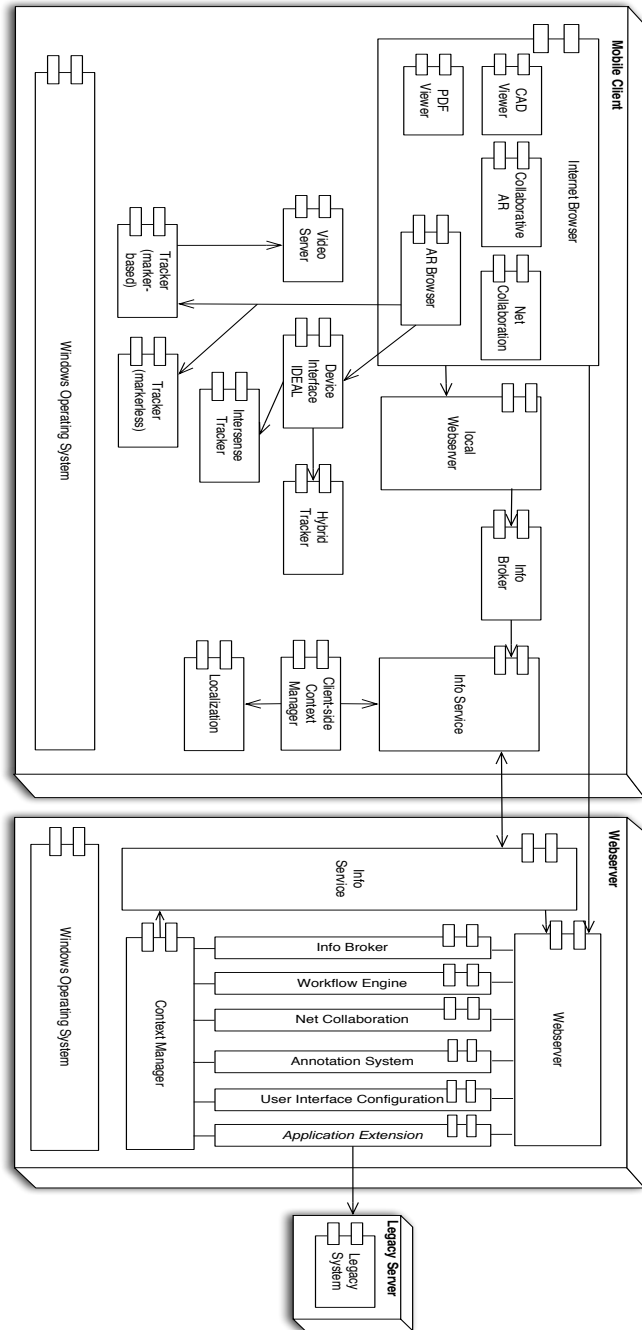 Mobile Client
Internet Browser
CAD
Viewer
PDF
Viewer
Collaborative
AR
Net
Collaboration
AR Browser
Video
Server
Tracker
(marker-
based)
Tracker
(markerless)
Device
Interface
IDEAL
Intersense
Tracker
Hybrid
Tracker
local
Webserver
Info
Broker
Info Service
Client-side
Context
Manager
Localization
Windows Operating System
Webserver
Info
Service
Webserver
Info Broker
Workflow Engine
Net Collaboration
Annotation System
User Interface Configuration
Application Extension
Context Manager
Windows Operating System
Legacy Server
Legacy
System